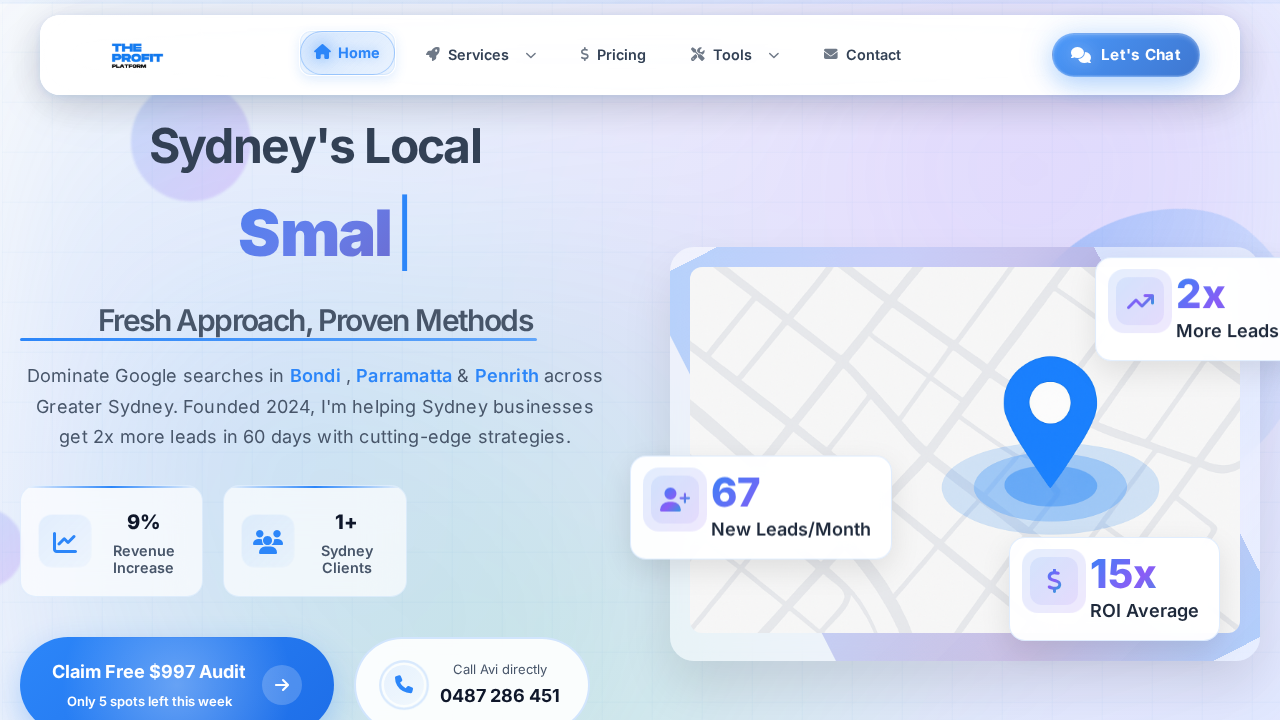 THE
PROFIT
PLATFORM
Home
Services
Pricing
Tools
Contact
Let's Chat
Sydney's Local
Smal
Fresh Approach, Proven Methods
Dominate Google searches in Bondi , Parramatta & Penrith across
Greater Sydney. Founded 2024, I'm helping Sydney businesses
get 2x more leads in 60 days with cutting-edge strategies.
9%
Revenue
Increase
1+
Sydney
Clients
Claim Free $997 Audit
Only 5 spots left this week
Call Avi directly
0487 286 451
2x
More Leads
67
New Leads/Month
$
15x
ROI Average